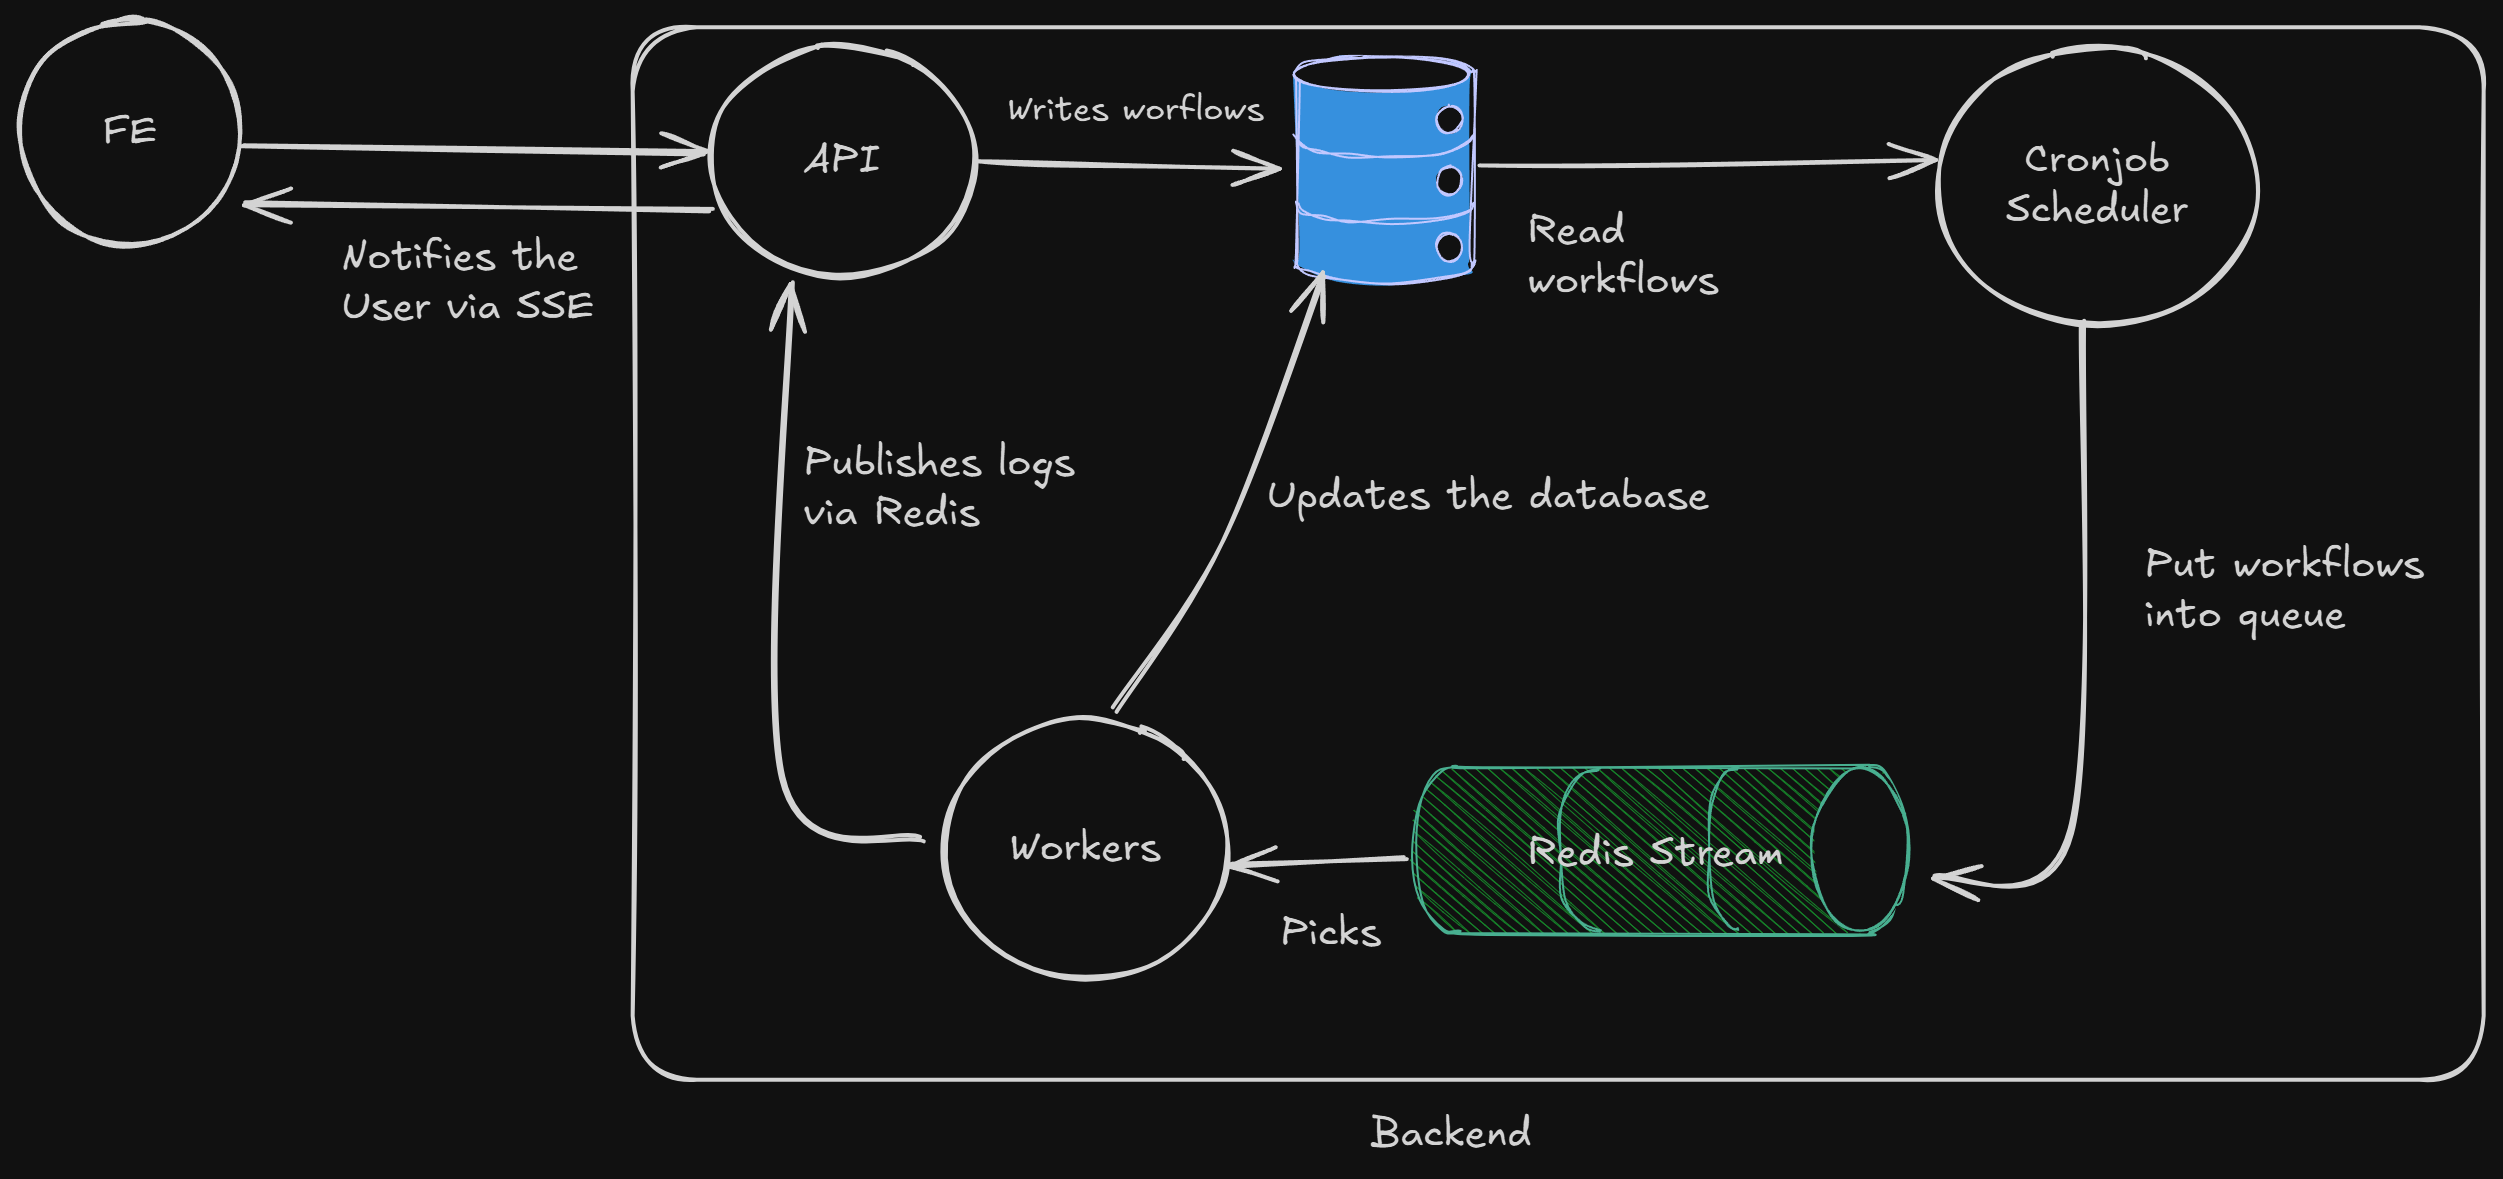 FE
API
Writes worflows
Cronjob
Scheduler
Notifies the
User via SSE
Read
workflows
Publishes logs
via Redis
Updates the database
Put workflows
into queue
Workers
Redis Stream
Picks
Backend